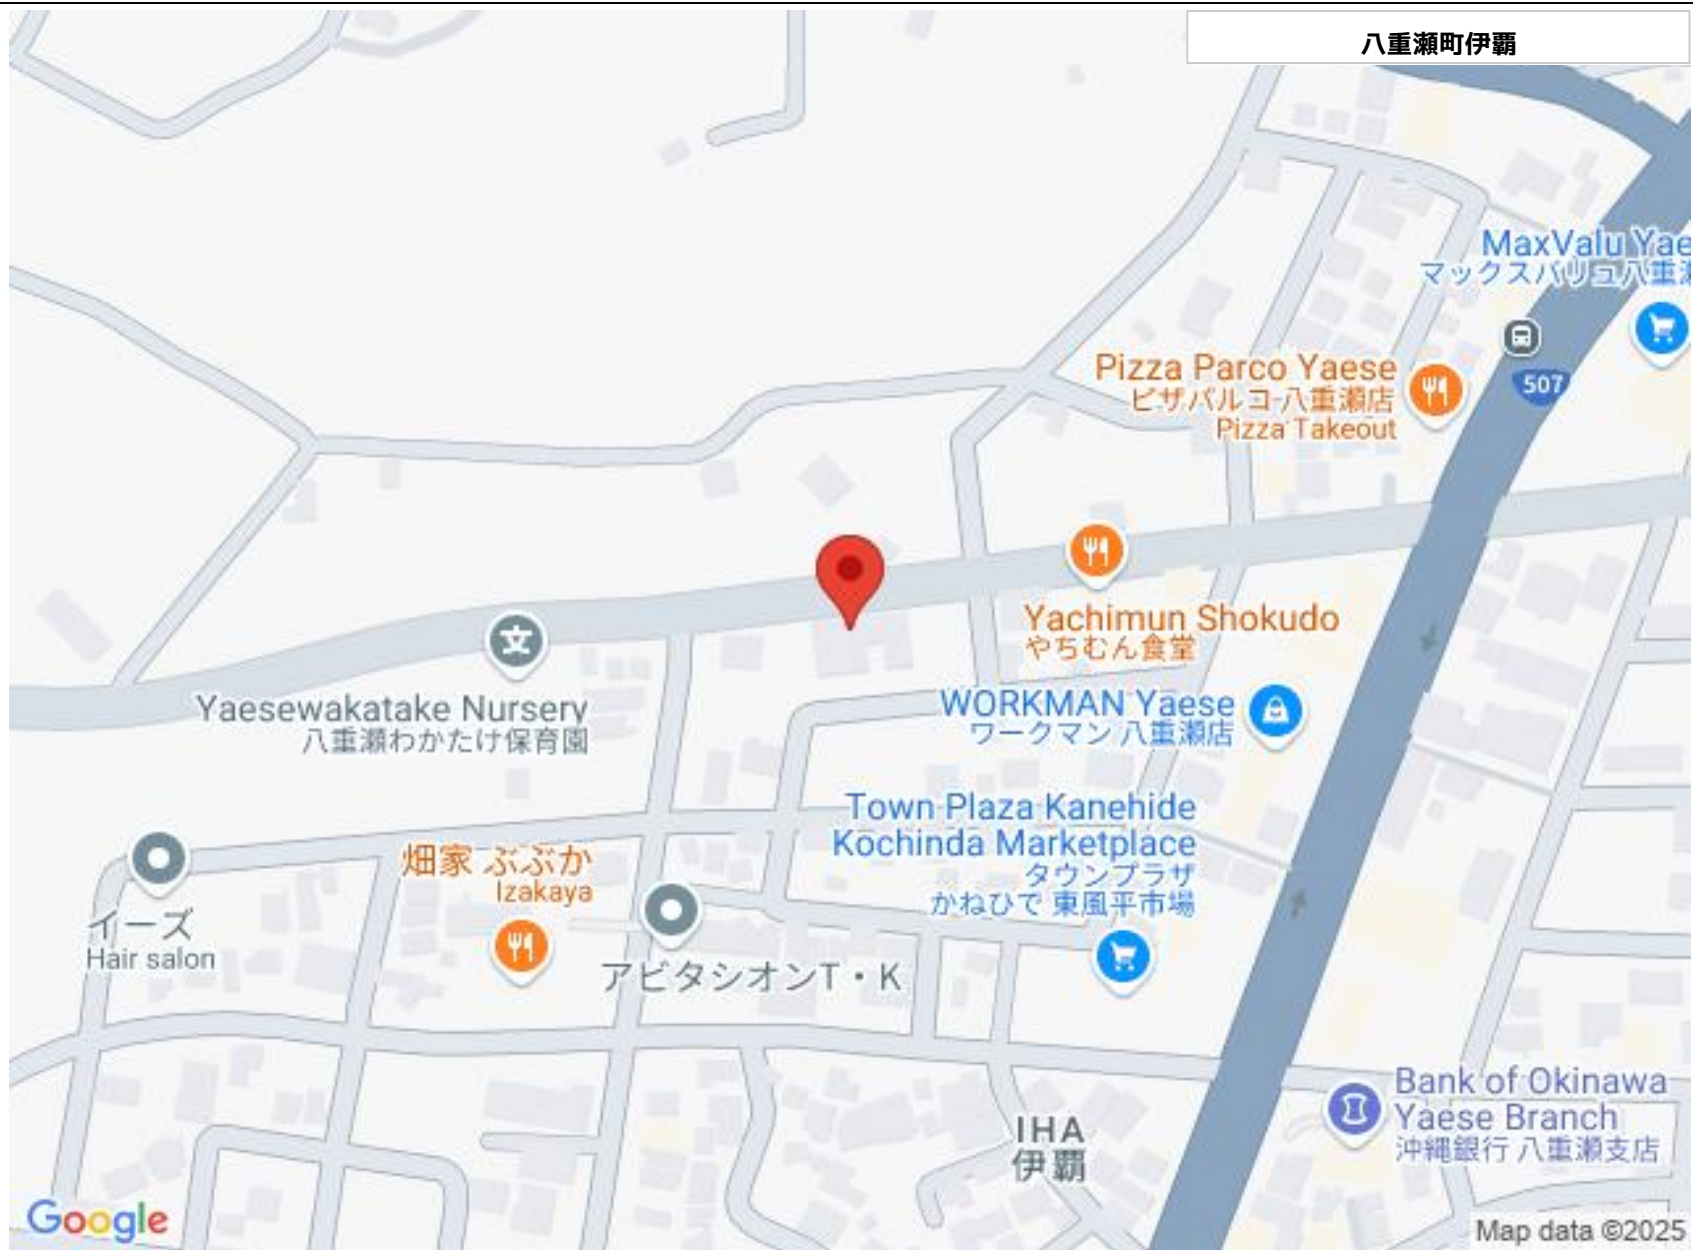 八重瀬町伊覇
MaxValu Yae
マックスバリュ八重瀬
507
Pizza Parco Yaese
ピザパルコ 八重瀬店
Pizza Takeout
Yachimun Shokudo
やちむん食堂
文
Yaesewakatake Nursery
八重瀬わかたけ保育園
WORKMAN Yaese
ワークマン 八重瀬店
Town Plaza Kanehide
Kochinda Marketplace
タウンプラザ
かねひで 東風平市場
畑家 ぶぶか
Izakaya
イーズ
Hair salon
アビタシオンT・K
Bank of Okinawa
Yaese Branch
沖縄銀行 八重瀬支店
IHA
伊覇
Google
Map data ©2025